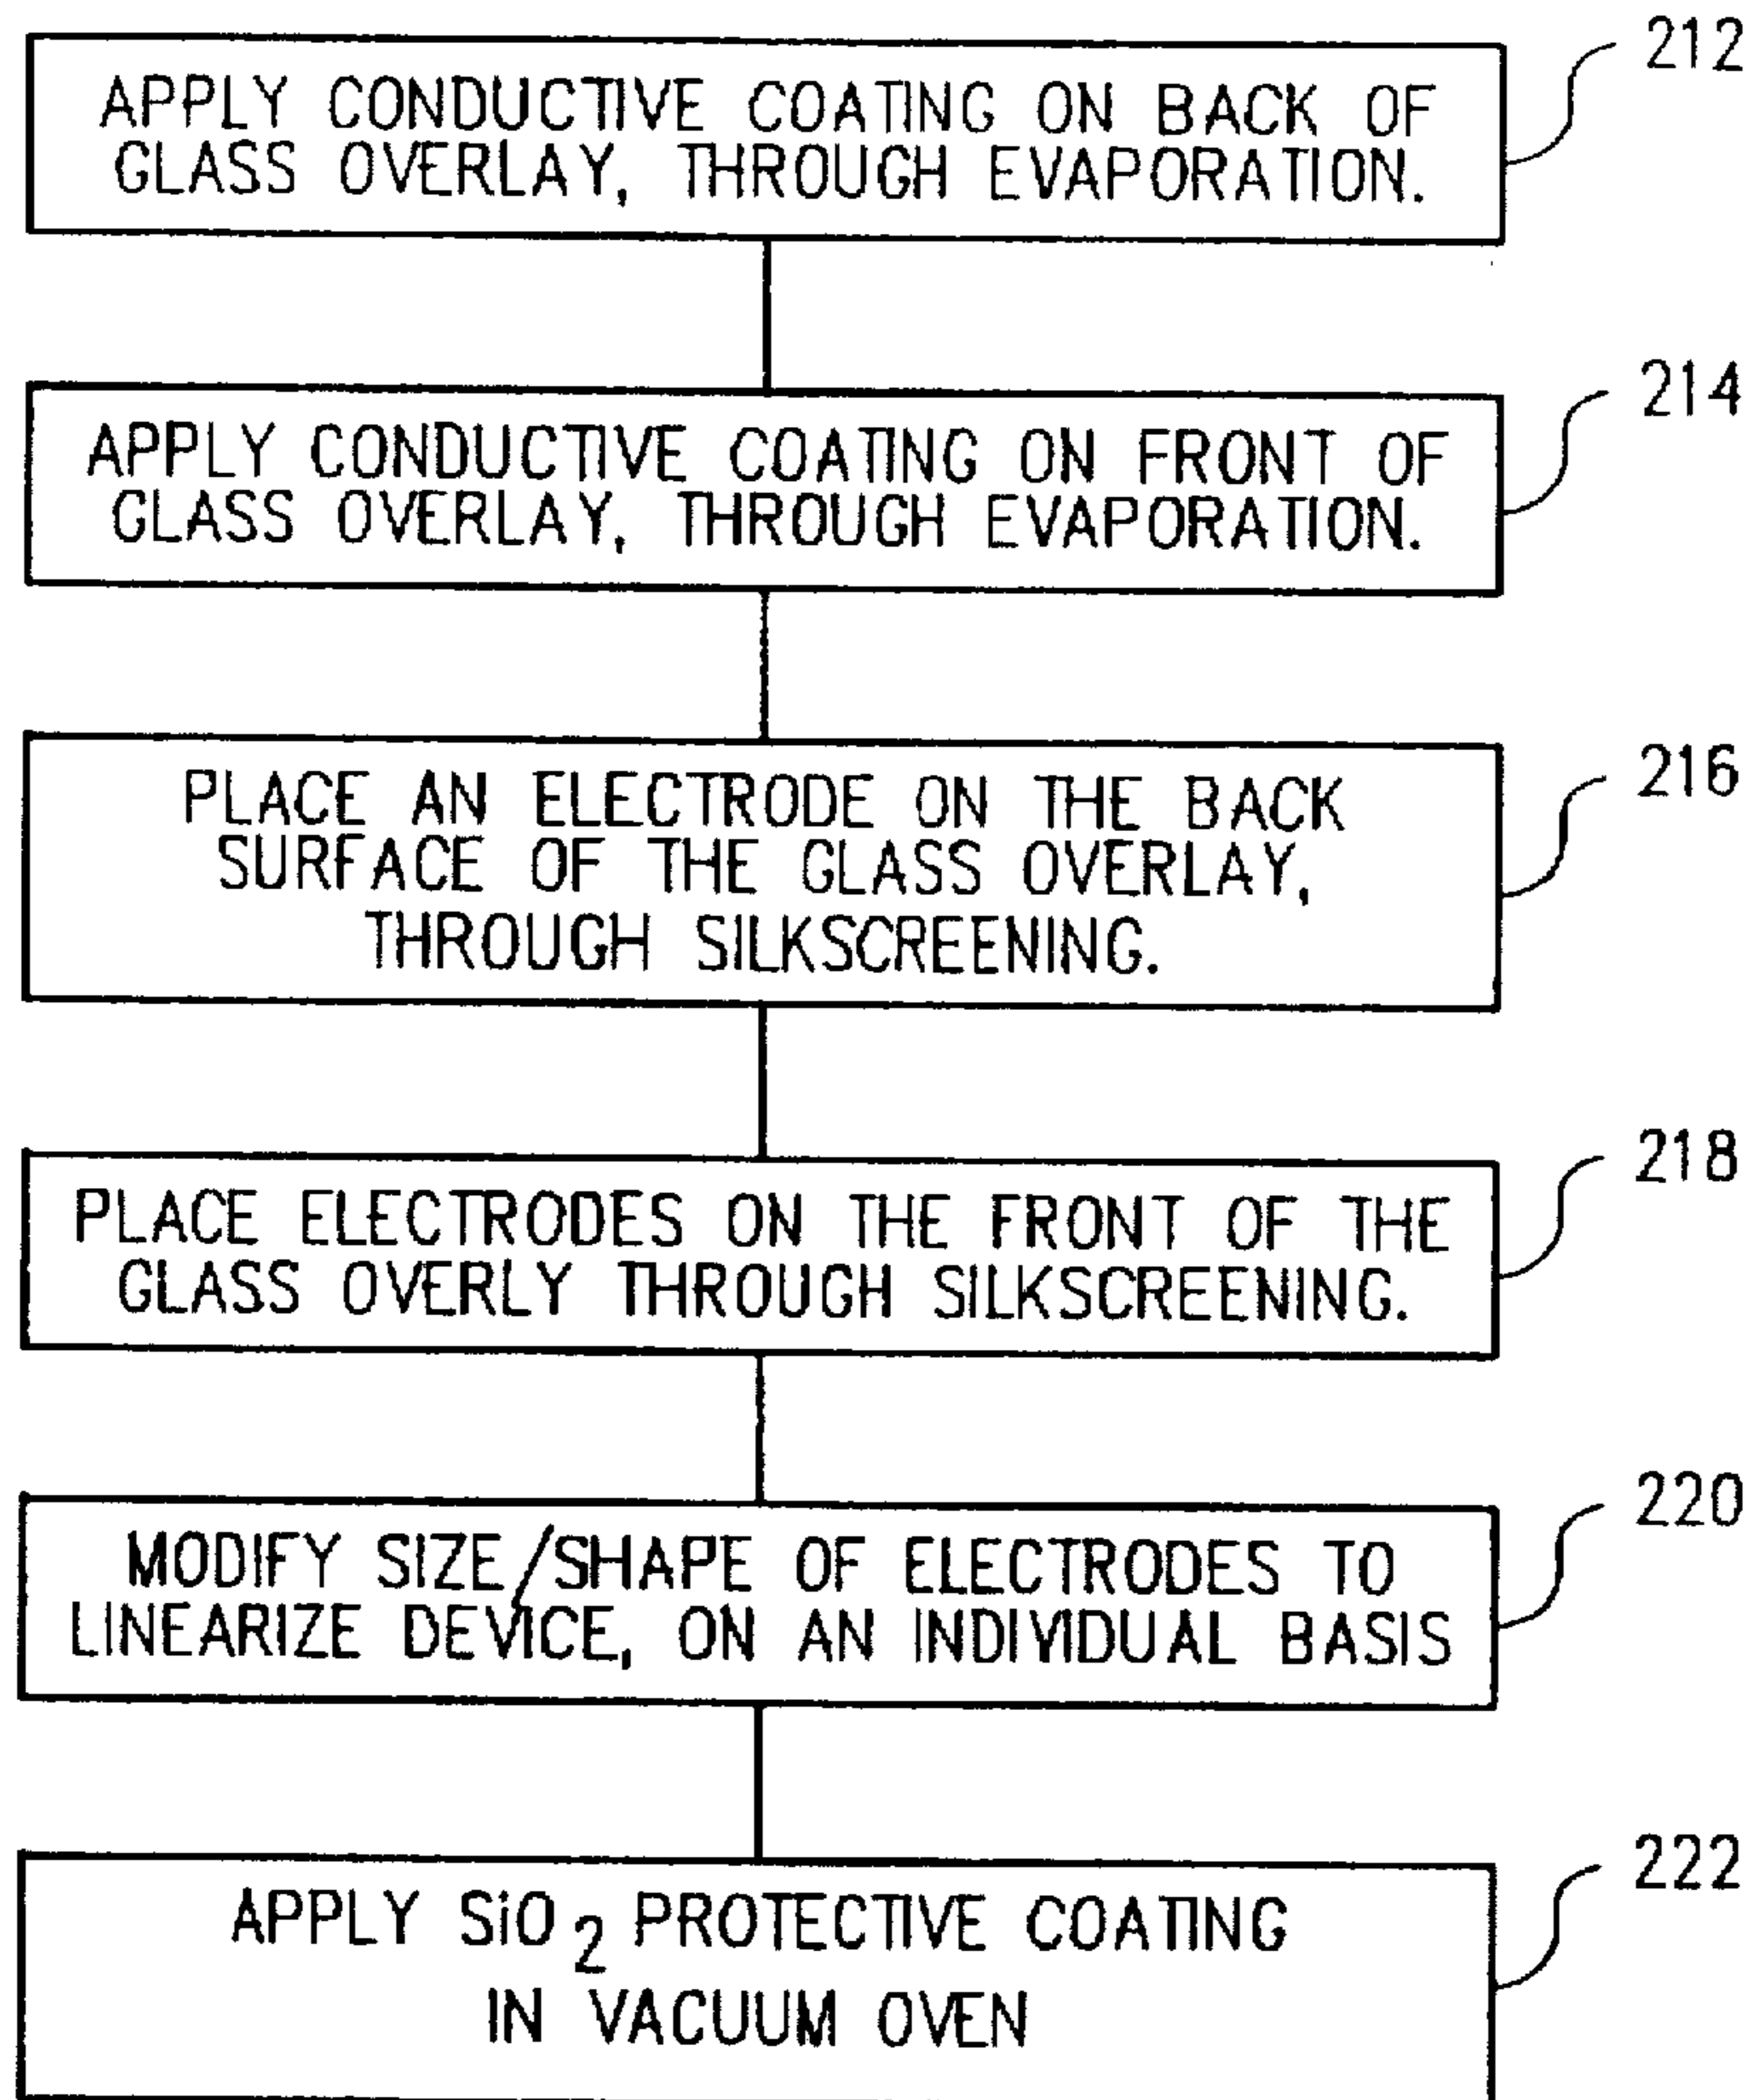 212
APPLY CONDUCTIVE COATING ON BACK OF
GLASS OVERLAY, THROUGH EVAPORATION.
214
APPLY CONDUCTIVE COATING ON FRONT OF
GLASS OVERLAY, THROUGH EVAPORATION.
216
PLACE AN ELECTRODE ON THE BACK
SURFACE OF THE GLASS OVERLAY,
THROUGH SILKSCREENING.
218
PLACE ELECTRODES ON THE FRONT OF THE
GLASS OVERLY THROUGH SILKSCREENING.
220
MODIFY SIZE/SHAPE OF ELECTRODES TO
LINEARIZE DEVICE, ON AN INDIVIDUAL BASIS
222
APPLY SiO2 PROTECTIVE COATING
IN VACUUM OVEN